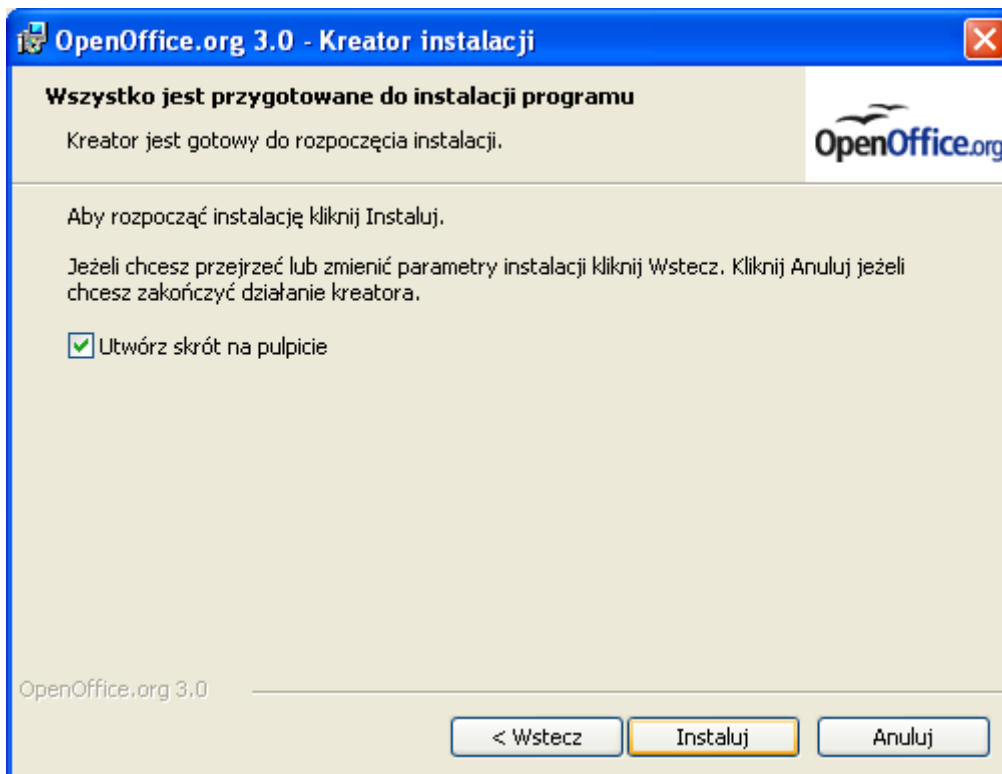 OpenOffice.org 3.0 - Kreator instalacji
Wszystko jest przygotowane do instalacji programu
Kreator jest gotowy do rozpoczęcia instalacji.
OpenOffice.org
Aby rozpocząć instalację kliknij Instaluj.
Jeżeli chcesz przejrzeć lub zmienić parametry instalacji kliknij Wstecz. Kliknij Anuluj jeżeli
chcesz zakończyć działanie kreatora.
Utwórz skrót na pulpicie
OpenOffice.org 3.0
< Wstecz
Instaluj
Anuluj